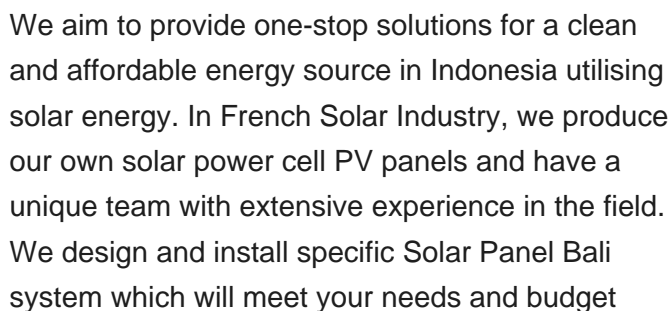 We aim to provide one-stop solutions for a clean
and affordable energy source in Indonesia utilising
solar energy. In French Solar Industry, we produce
our own solar power cell PV panels and have a
unique team with extensive experience in the field.
We design and install specific Solar Panel Bali
system which will meet your needs and budget